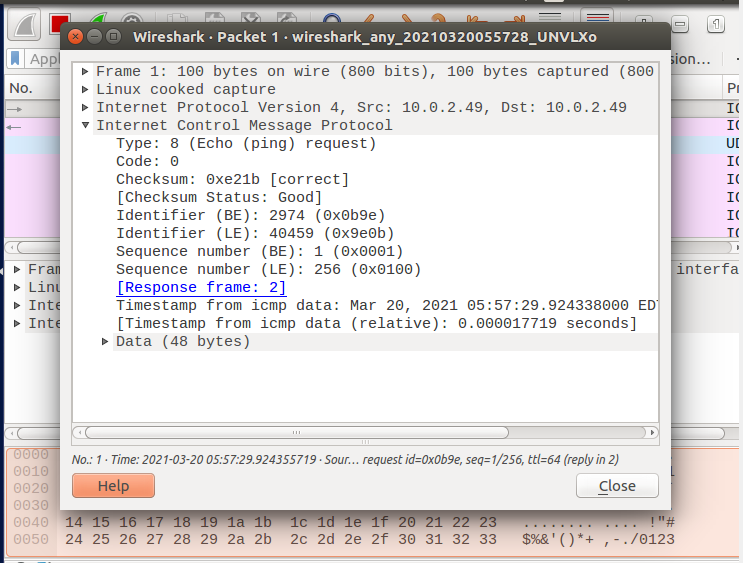 Wireshark · Packet 1 · wireshark_any_20210320055728_UNVLXo
Appl
sion…
No.
Pr
Frame 1: 100 bytes on wire (800 bits), 100 bytes captured (800
Linux cooked capture
Internet Protocol Version 4, Src: 10.0.2.49, Dst: 10.0.2.49
Internet Control Message Protocol
Type: 8 (Echo (ping) request)
Code: 0
Checksum: 0xe21b [correct]
[Checksum Status: Good]
Identifier (BE): 2974 (0x0b9e)
Identifier (LE): 40459 (0x9e0b)
Sequence number (BE): 1 (0x0001)
Sequence number (LE): 256 (0x0100)
[Response frame: 2]
Timestamp from icmp data: Mar 20, 2021 05:57:29.924338000 EDT
[Timestamp from icmp data (relative): 0.000017719 seconds]
Data (48 bytes)
IC
IC
UD
IC
IC
IC
IC
IC
Fram
interfa
Linu
Inte
Inte
No.: 1 · Time: 2021-03-20 05:57:29.924355719 · Sour… request id=0x0b9e, seq=1/256, ttl=64 (reply in 2)
Help
Close
0000
0010
0020
0030
0040 14 15 16 17 18 19 1a 1b 1c 1d 1e 1f 20 21 22 23 ........ .... !"#
0050 24 25 26 27 28 29 2a 2b 2c 2d 2e 2f 30 31 32 33 $%&'()*+ ,-./0123